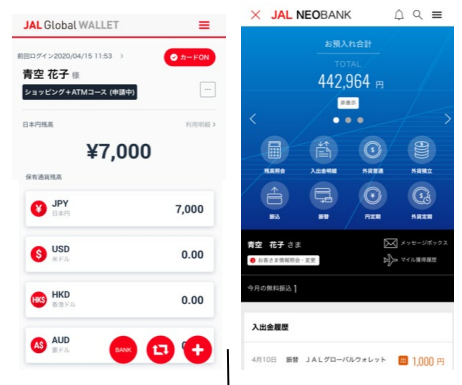 JAL Global WALLET
前回ログイン2020/04/15 11:53
カードON
青空 花子 様
ショッピング+ATMコース (申請中)
日本円残高
利用明細
¥7,000
保有通貨残高
JPY
日本円
7,000
USD
米ドル
0.00
HKD
香港ドル
0.00
AUD
豪ドル
BANK
JAL NEOBANK
お預入れ合計
TOTAL
442,964 円
非表示
残高照会
入出金明細
外貨普通
外貨積立
振込
振替
円定期
外貨定期
青空 花子 さま
メッセージボックス
お客さま情報照会・変更
マイル獲得履歴
今月の無料振込 1
入出金履歴
4月10日 振替 JALグローバルウォレット
1,000 円